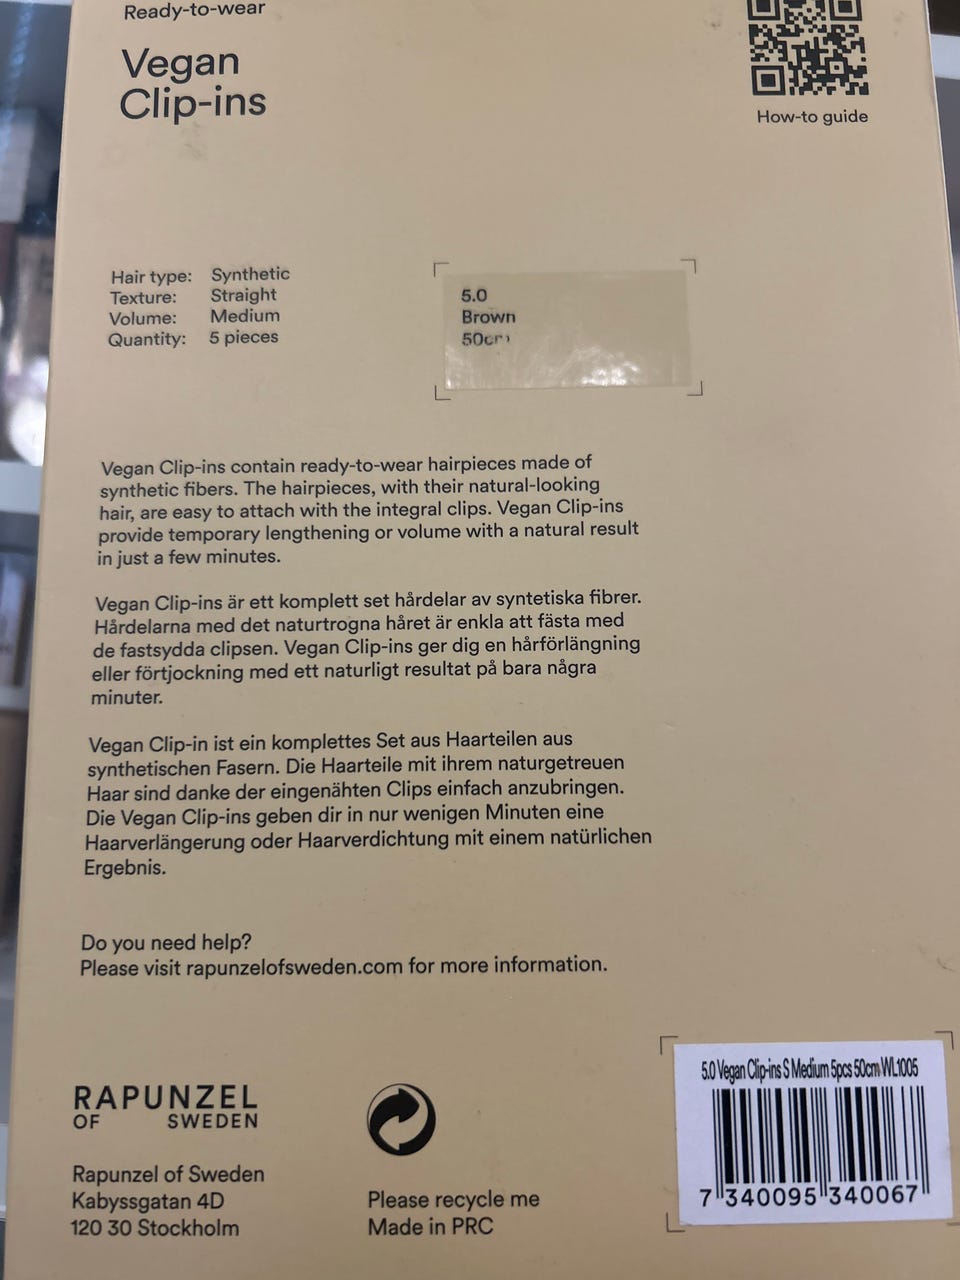 Ready-to-wear
Vegan
Clip-ins
How-to guide
Hair type: Synthetic
Texture: Straight
Volume: Medium
Quantity: 5 pieces
5.0
Brown
50cm
Vegan Clip-ins contain ready-to-wear hairpieces made of
synthetic fibers. The hairpieces, with their natural-looking
hair, are easy to attach with the integral clips. Vegan Clip-ins
provide temporary lengthening or volume with a natural result
in just a few minutes.
Vegan Clip-ins är ett komplett set hårdelar av syntetiska fibrer.
Hårdelarna med det naturtrogna håret är enkla att fästa med
de fastsydda clipsen. Vegan Clip-ins ger dig en hårförlängning
eller förtjockning med ett naturligt resultat på bara några
minuter.
Vegan Clip-in ist ein komplettes Set aus Haarteilen aus
synthetischen Fasern. Die Haarteile mit ihrem naturgetreuen
Haar sind danke der eingenähten Clips einfach anzubringen.
Die Vegan Clip-ins geben dir in nur wenigen Minuten eine
Haarverlängerung oder Haarverdichtung mit einem natürlichen
Ergebnis.
Do you need help?
Please visit rapunzelofsweden.com for more information.
RAPUNZEL
OF SWEDEN
Rapunzel of Sweden
Kabyssgatan 4D
120 30 Stockholm
Please recycle me
Made in PRC
5.0 Vegan Clip-ins S Medium 5pcs 50cm WL1005
7 340095 340067